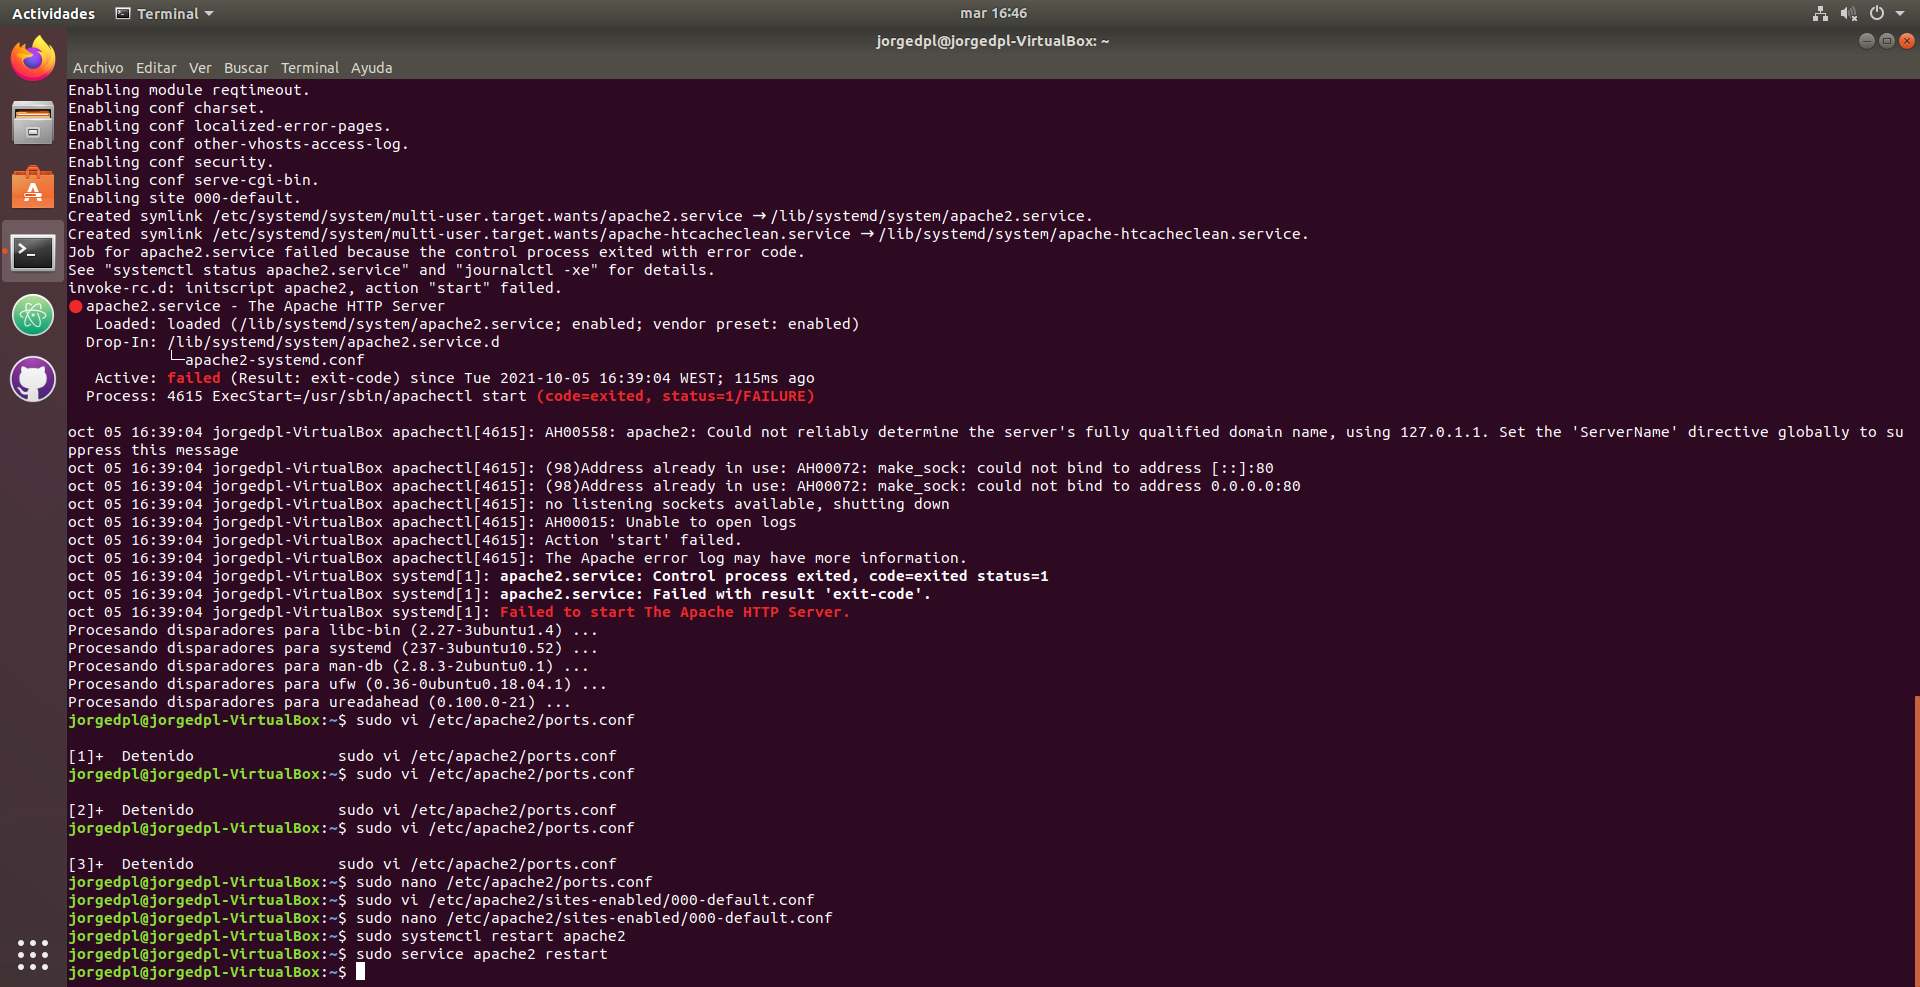 Actividades
Terminal
mar 16:46
jorgedpl@jorgedpl-VirtualBox: ~
Archivo Editar Ver Buscar Terminal Ayuda
Enabling module reqtimeout.
Enabling conf charset.
Enabling conf localized-error-pages.
Enabling conf other-vhosts-access-log.
Enabling conf security.
Enabling conf serve-cgi-bin.
Enabling site 000-default.
Created symlink /etc/systemd/system/multi-user.target.wants/apache2.service → /lib/systemd/system/apache2.service.
Created symlink /etc/systemd/system/multi-user.target.wants/apache-htcacheclean.service → /lib/systemd/system/apache-htcacheclean.service.
Job for apache2.service failed because the control process exited with error code.
See "systemctl status apache2.service" and "journalctl -xe" for details.
invoke-rc.d: initscript apache2, action "start" failed.
● apache2.service - The Apache HTTP Server
   Loaded: loaded (/lib/systemd/system/apache2.service; enabled; vendor preset: enabled)
  Drop-In: /lib/systemd/system/apache2.service.d
           └─apache2-systemd.conf
   Active: failed (Result: exit-code) since Tue 2021-10-05 16:39:04 WEST; 115ms ago
  Process: 4615 ExecStart=/usr/sbin/apachectl start (code=exited, status=1/FAILURE)
oct 05 16:39:04 jorgedpl-VirtualBox apachectl[4615]: AH00558: apache2: Could not reliably determine the server's fully qualified domain name, using 127.0.1.1. Set the 'ServerName' directive globally to su
ppress this message
oct 05 16:39:04 jorgedpl-VirtualBox apachectl[4615]: (98)Address already in use: AH00072: make_sock: could not bind to address [::]:80
oct 05 16:39:04 jorgedpl-VirtualBox apachectl[4615]: (98)Address already in use: AH00072: make_sock: could not bind to address 0.0.0.0:80
oct 05 16:39:04 jorgedpl-VirtualBox apachectl[4615]: no listening sockets available, shutting down
oct 05 16:39:04 jorgedpl-VirtualBox apachectl[4615]: AH00015: Unable to open logs
oct 05 16:39:04 jorgedpl-VirtualBox apachectl[4615]: Action 'start' failed.
oct 05 16:39:04 jorgedpl-VirtualBox apachectl[4615]: The Apache error log may have more information.
oct 05 16:39:04 jorgedpl-VirtualBox systemd[1]: apache2.service: Control process exited, code=exited status=1
oct 05 16:39:04 jorgedpl-VirtualBox systemd[1]: apache2.service: Failed with result 'exit-code'.
oct 05 16:39:04 jorgedpl-VirtualBox systemd[1]: Failed to start The Apache HTTP Server.
Procesando disparadores para libc-bin (2.27-3ubuntu1.4) ...
Procesando disparadores para systemd (237-3ubuntu10.52) ...
Procesando disparadores para man-db (2.8.3-2ubuntu0.1) ...
Procesando disparadores para ufw (0.36-0ubuntu0.18.04.1) ...
Procesando disparadores para ureadahead (0.100.0-21) ...
jorgedpl@jorgedpl-VirtualBox:~$ sudo vi /etc/apache2/ports.conf
[1]+  Detenido                sudo vi /etc/apache2/ports.conf
jorgedpl@jorgedpl-VirtualBox:~$ sudo vi /etc/apache2/ports.conf
[2]+  Detenido                sudo vi /etc/apache2/ports.conf
jorgedpl@jorgedpl-VirtualBox:~$ sudo vi /etc/apache2/ports.conf
[3]+  Detenido                sudo vi /etc/apache2/ports.conf
jorgedpl@jorgedpl-VirtualBox:~$ sudo nano /etc/apache2/ports.conf
jorgedpl@jorgedpl-VirtualBox:~$ sudo vi /etc/apache2/sites-enabled/000-default.conf
jorgedpl@jorgedpl-VirtualBox:~$ sudo nano /etc/apache2/sites-enabled/000-default.conf
jorgedpl@jorgedpl-VirtualBox:~$ sudo systemctl restart apache2
jorgedpl@jorgedpl-VirtualBox:~$ sudo service apache2 restart
jorgedpl@jorgedpl-VirtualBox:~$